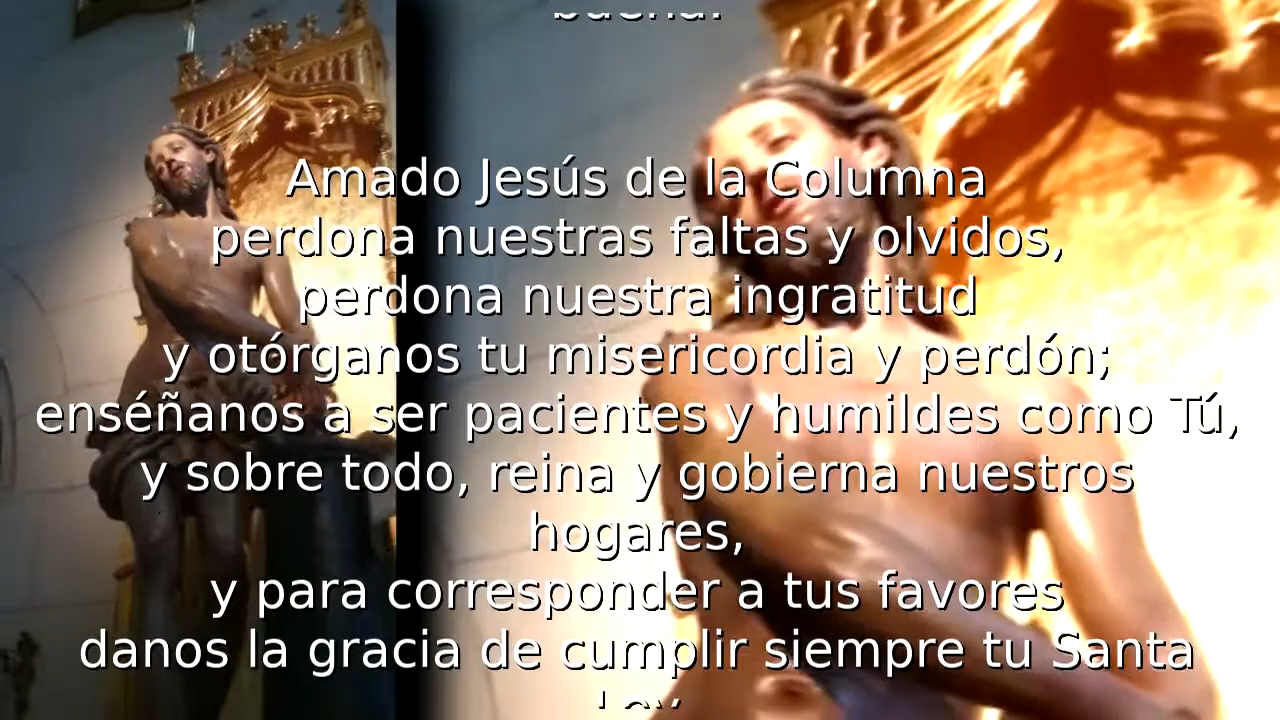 Amado Jesús de la Columna
perdona nuestras faltas y olvidos,
perdona nuestra ingratitud
y otórganos tu misericordia y perdón;
enséñanos a ser pacientes y humildes como Tú,
y sobre todo, reina y gobierna nuestros
hogares,
y para corresponder a tus favores
danos la gracia de cumplir siempre tu Santa